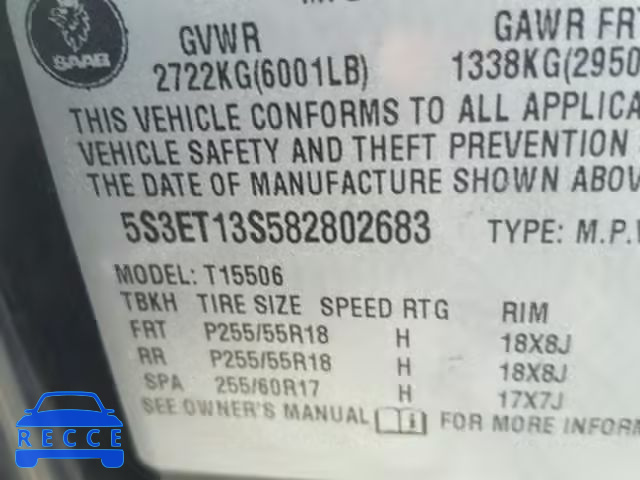 SAAB
GVWR GAWR FRT
2722KG(6001LB) 1338KG(2950
THIS VEHICLE CONFORMS TO ALL APPLICA
VEHICLE SAFETY AND THEFT PREVENTION
THE DATE OF MANUFACTURE SHOWN ABOV
5S3ET13S582802683 TYPE: M.P.V
MODEL: T15506
TBKH TIRE SIZE SPEED RTG RIM
FRT P255/55R18 H 18X8J
RR P255/55R18 H 18X8J
SPA 255/60R17 H 17X7J
SEE OWNER'S MANUAL FOR MORE INFORM
RECCE